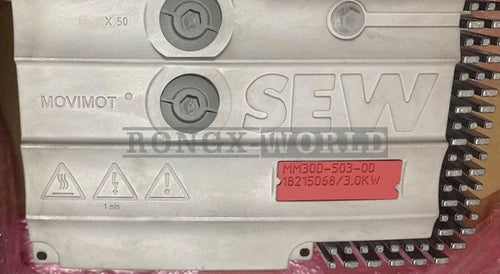 X 50
MOVIMOT ®
SEW
RONGX WORLD
MM30D-503-00
18215068/3.0KW
1 min